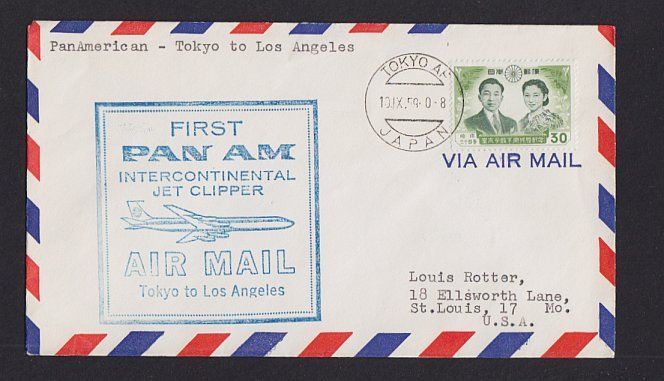 PanAmerican - Tokyo to Los Angeles
TOKYO AP
10.IX.59. 0-8
JAPAN
日本郵便
30
VIA AIR MAIL
FIRST
PAN AM
INTERCONTINENTAL
JET CLIPPER
AIR MAIL
Tokyo to Los Angeles
Louis Rotter,
18 Ellsworth Lane,
St.Louis, 17 Mo.
U.S.A.